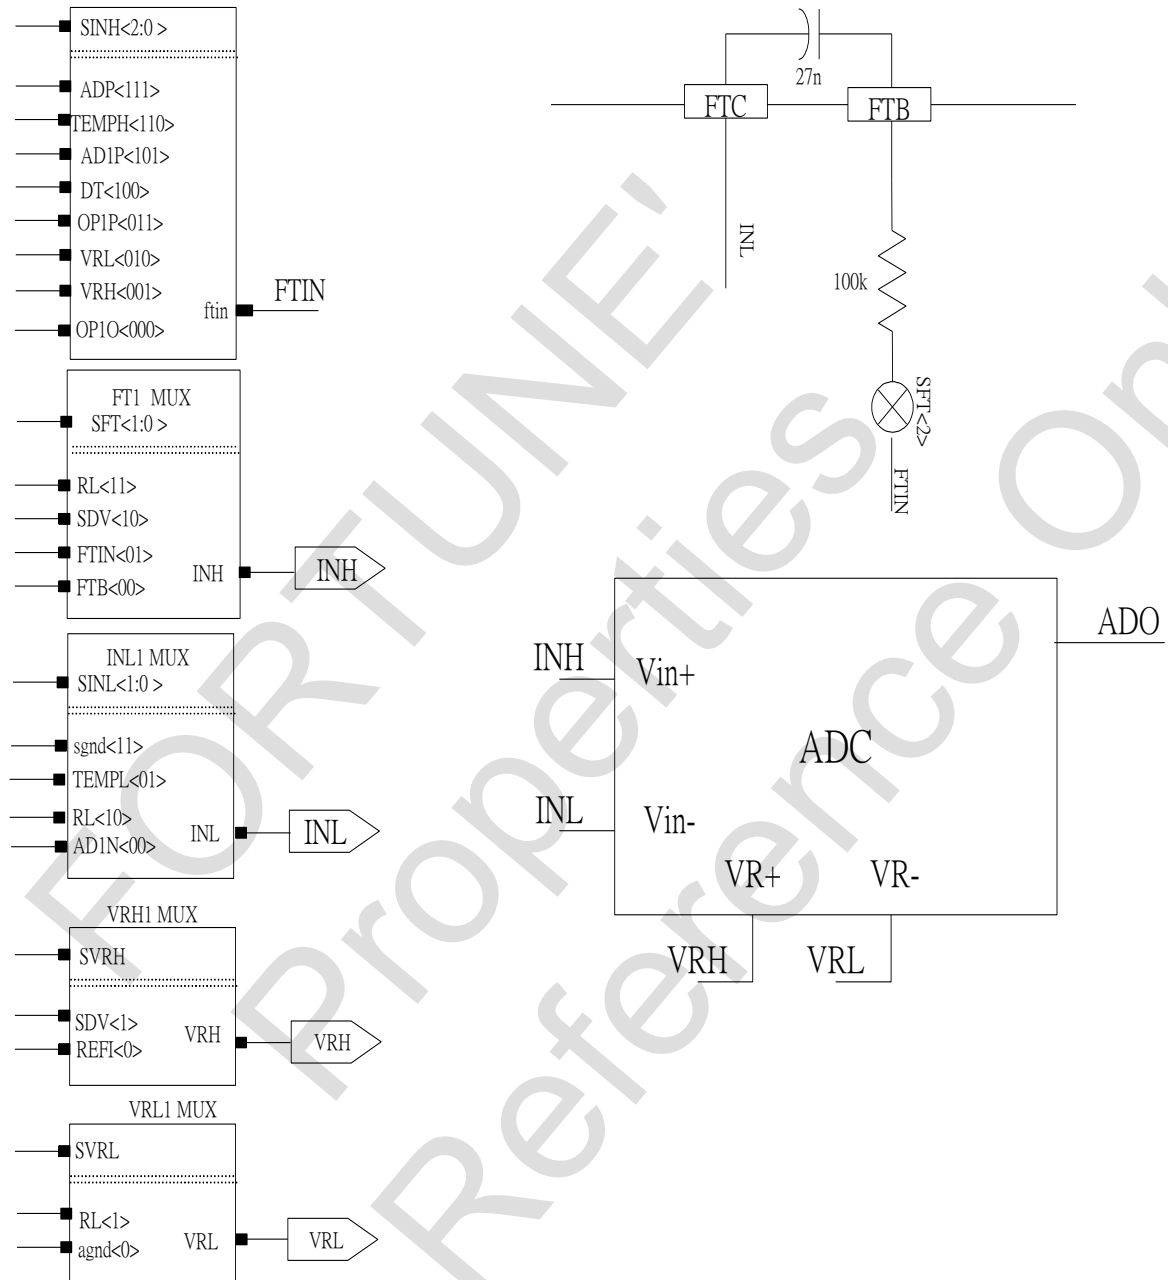 SINH<2:0 >
ADP<111>
TEMPH<110>
AD1P<101>
DT<100>
OP1P<011>
VRL<010>
VRH<001>
OP1O<000>
ftin
FTIN
FT1 MUX
SFT<1:0 >
RL<11>
SDV<10>
FTIN<01>
FTB<00>
INH
INH
INL1 MUX
SINL<1:0 >
sgnd<11>
TEMPL<01>
RL<10>
AD1N<00>
INL
INL
VRH1 MUX
SVRH
SDV<1>
REFI<0>
VRH
VRH
VRL1 MUX
SVRL
RL<1>
agnd<0>
VRL
VRL
27n
FTC
FTB
INL
100k
SFT<2>
FTIN
ADO
INH
Vin+
ADC
INL
Vin-
VR+
VR-
VRH
VRL
FORTUNE'
Properties
Reference Onl